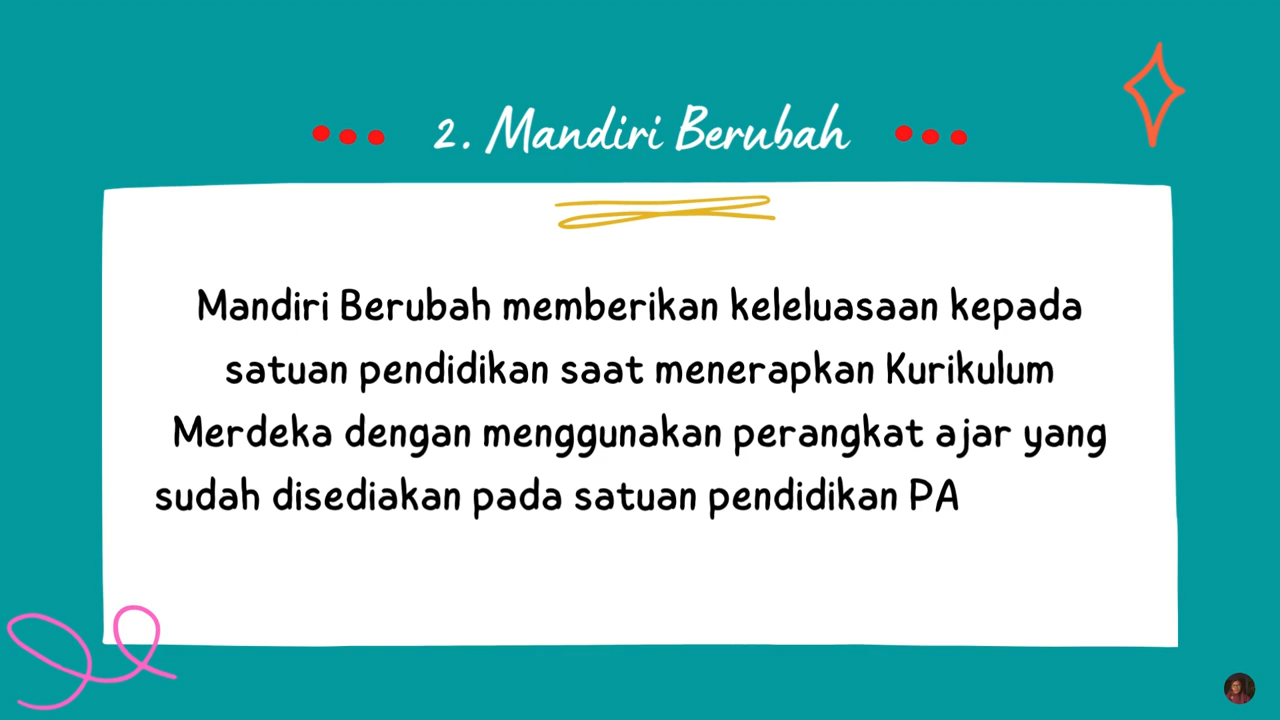 2. Mandiri Berubah
Mandiri Berubah memberikan keleluasaan kepada
satuan pendidikan saat menerapkan Kurikulum
Merdeka dengan menggunakan perangkat ajar yang
sudah disediakan pada satuan pendidikan PA